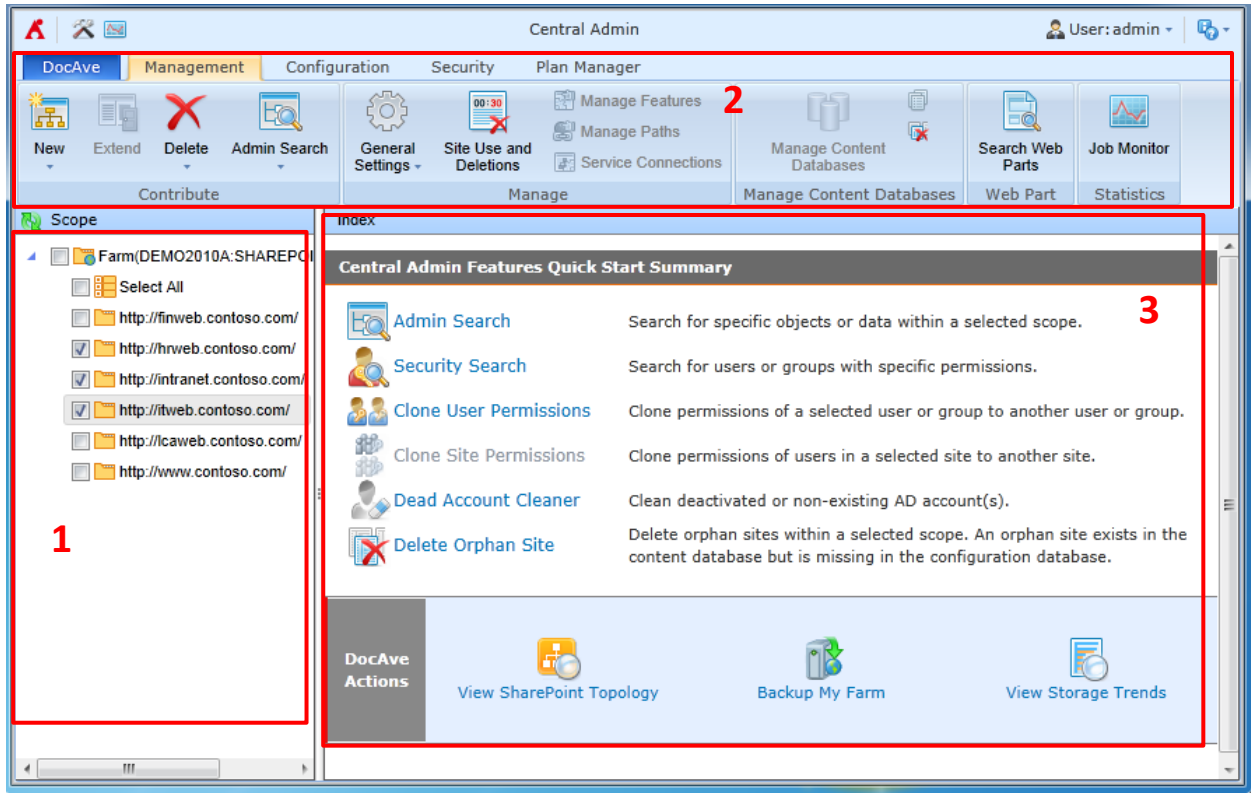 Central Admin
User: admin
DocAve Management Configuration Security Plan Manager
2
New Extend Delete Admin Search
General Settings
00:30
Site Use and Deletions
Manage Features
Manage Paths
Service Connections
Manage Content Databases
Search Web Parts
Job Monitor
Contribute Manage Manage Content Databases Web Part Statistics
Scope
Farm(DEMO2010A:SHAREPOI
Select All
http://finweb.contoso.com/
http://hrweb.contoso.com/
http://intranet.contoso.com/
http://itweb.contoso.com/
http://lcaweb.contoso.com/
http://www.contoso.com/
1
Index
Central Admin Features Quick Start Summary
3
Admin Search Search for specific objects or data within a selected scope.
Security Search Search for users or groups with specific permissions.
Clone User Permissions Clone permissions of a selected user or group to another user or group.
Clone Site Permissions Clone permissions of users in a selected site to another site.
Dead Account Cleaner Clean deactivated or non-existing AD account(s).
Delete Orphan Site Delete orphan sites within a selected scope. An orphan site exists in the
content database but is missing in the configuration database.
DocAve
Actions
View SharePoint Topology Backup My Farm View Storage Trends